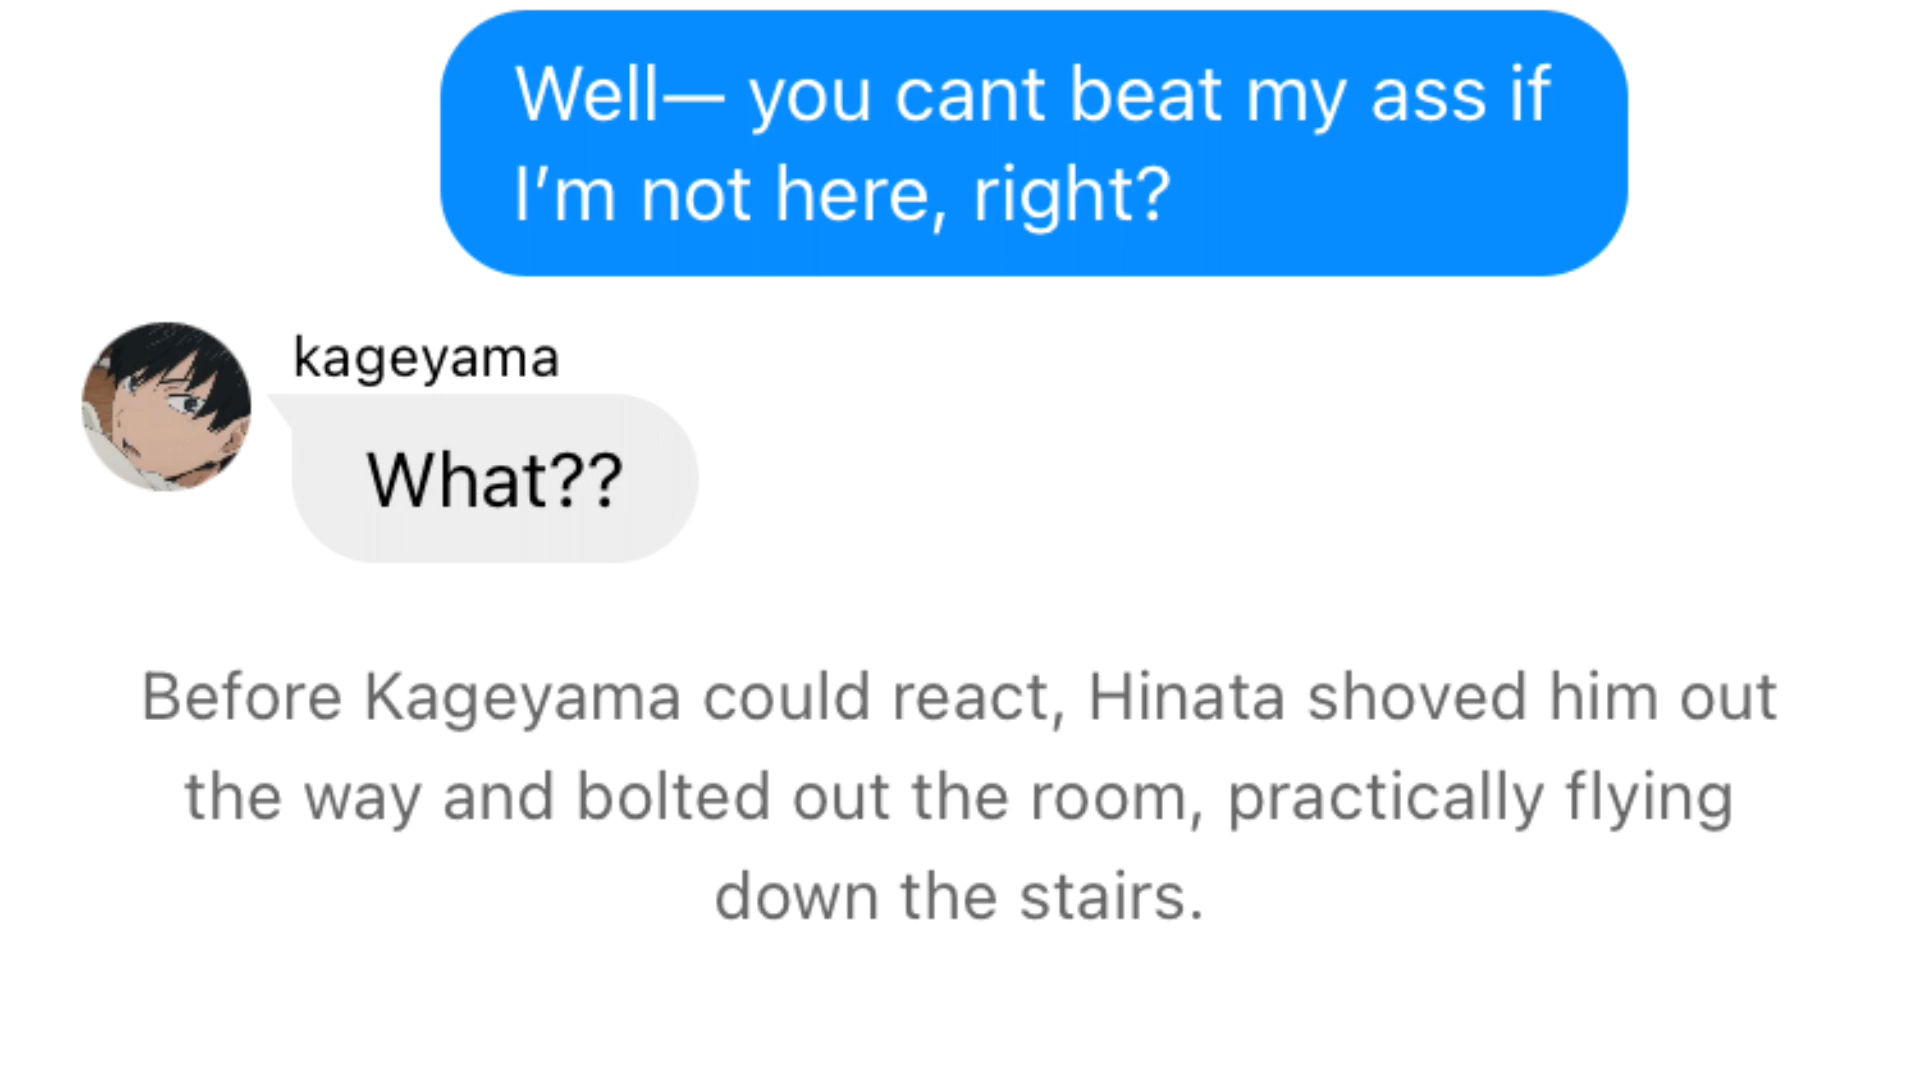 Well— you cant beat my ass if
I’m not here, right?
kageyama
What??
Before Kageyama could react, Hinata shoved him out
the way and bolted out the room, practically flying
down the stairs.